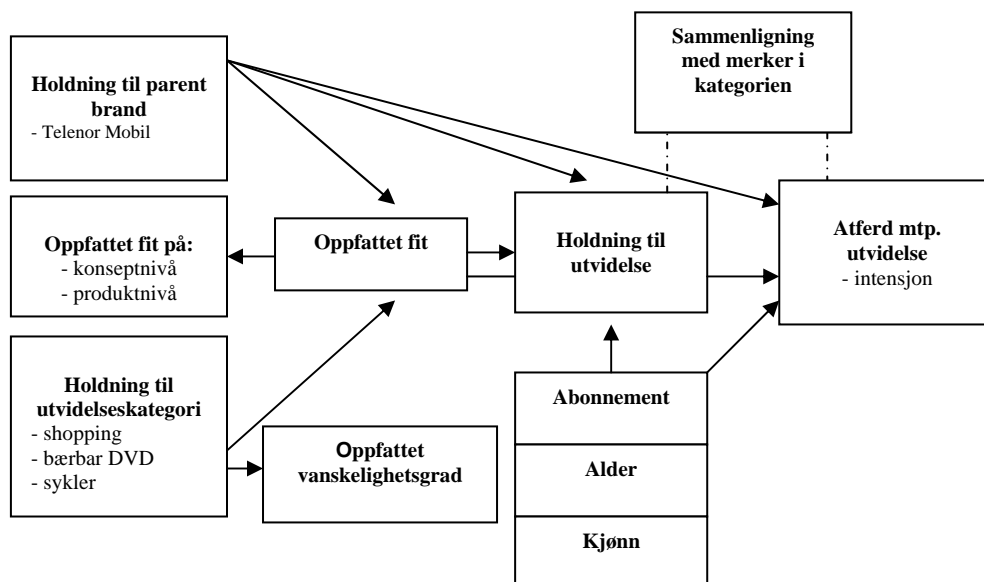 Holdning til parent
brand
- Telenor Mobil
Sammenligning
med merker i
kategorien
Oppfattet fit på:
- konseptnivå
- produktnivå
Oppfattet fit
Holdning til
utvidelse
Atferd mtp.
utvidelse
- intensjon
Holdning til
utvidelseskategori
- shopping
- bærbar DVD
- sykler
Oppfattet
vanskelighetsgrad
Abonnement
Alder
Kjønn